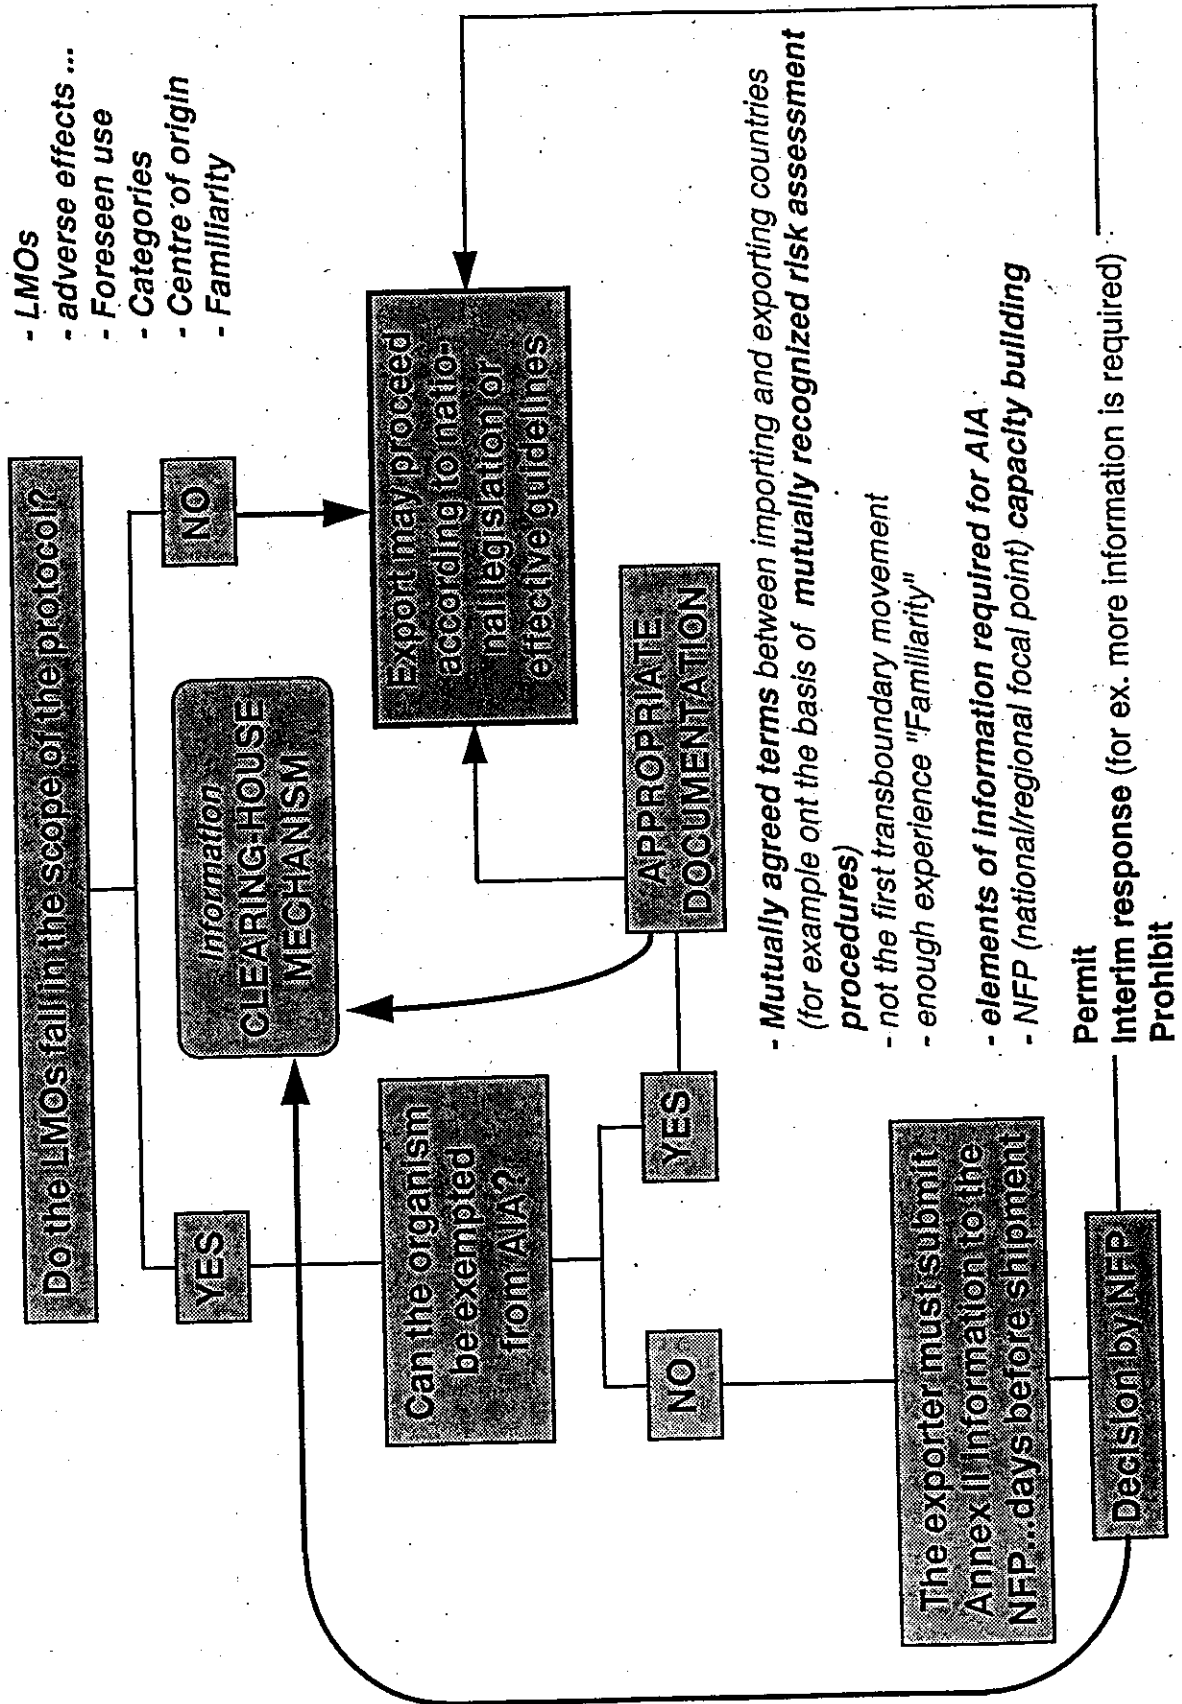 Do the LMOs fall in the scope of the protocol?
- LMOs
- adverse effects ...
- Foreseen use
- Categories
- Centre of origin
- Familiarity
YES
NO
Information
CLEARING-HOUSE
MECHANISM
Can the organism
be exempted
from AIA?
Export may proceed
according to natio-
nal legislation or
effective guidelines
NO
YES
APPROPRIATE
DOCUMENTATION
- Mutually agreed terms between importing and exporting countries
(for example ont the basis of mutually recognized risk assessment
procedures)
- not the first transboundary movement
- enough experience "Familiarity"
The exporter must submit
Annex II Information to the
NFP...days before shipment
- elements of information required for AIA
- NFP (national/regional focal point) capacity building
Decision by NFP
Permit
Interim response (for ex. more information is required)
Prohibit